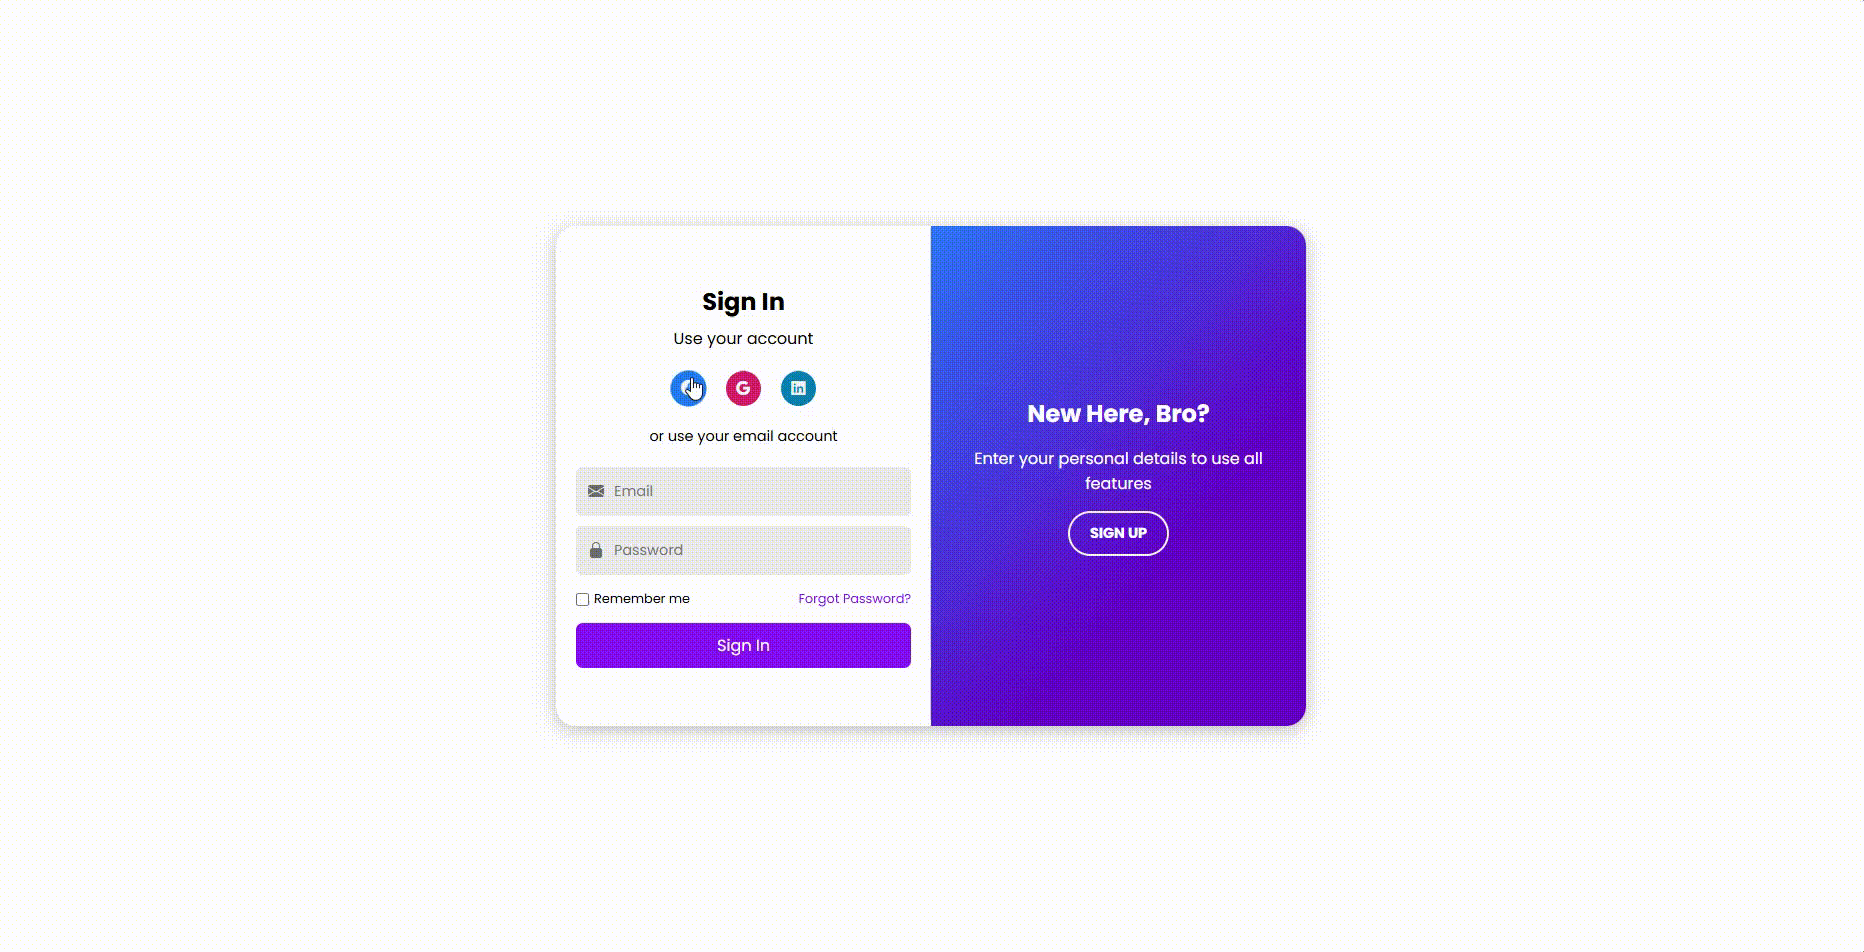 Sign In
Use your account
G in
or use your email account
Email
Password
Remember me Forgot Password?
Sign In
New Here, Bro?
Enter your personal details to use all
features
SIGN UP